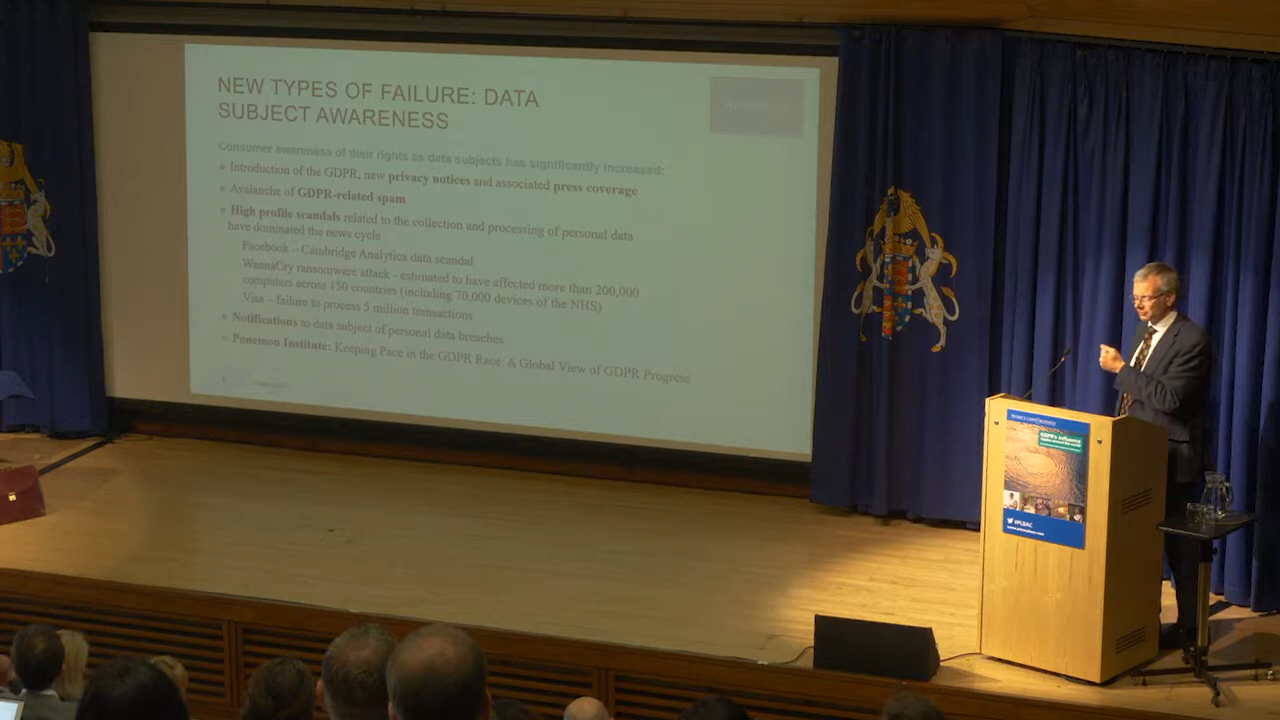 NEW TYPES OF FAILURE: DATA
SUBJECT AWARENESS
Consumer awareness of their rights as data subjects has significantly increased:
Introduction of the GDPR, new privacy notices and associated press coverage
Avalanche of GDPR-related spam
High profile scandals related to the collection and processing of personal data
have dominated the news cycle
Facebook – Cambridge Analytica data scandal
WannaCry ransomware attack - estimated to have affected more than 200,000
computers across 150 countries (including 70,000 devices of the NHS)
Visa - failure to process 5 million transactions
Notifications to data subject of personal data breaches
Ponemon Institute: Keeping Pace in the GDPR Race: A Global View of GDPR Progress
GDPR's influence
#PLBAC